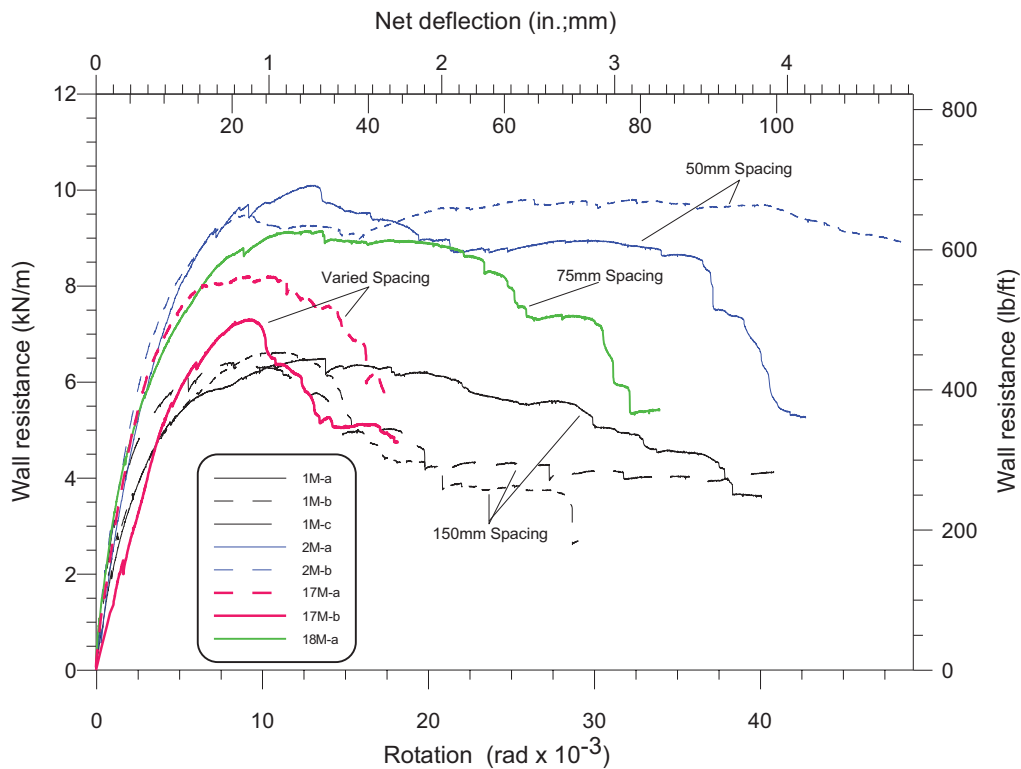 Net deflection (in.;mm)
0 1 2 3 4
12 800
20 40 60 80 100
50mm Spacing
10
600
Varied Spacing 75mm Spacing
8
6 400
4
150mm Spacing
200
2
0 0
Wall resistance (kN/m)
Wall resistance (lb/ft)
1M-a
1M-b
1M-c
2M-a
2M-b
17M-a
17M-b
18M-a
0 10 20 30 40
Rotation (rad x 10-3)